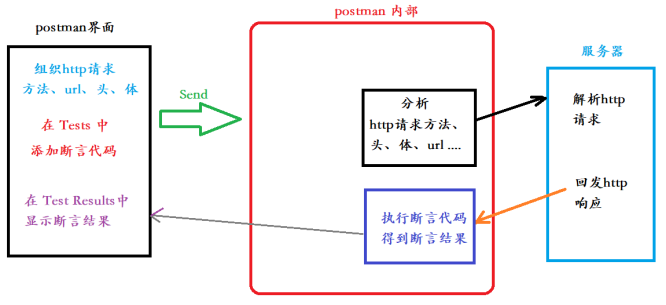 postman界面
组织http请求
方法、url、头、体
在 Tests 中
添加断言代码
在 Test Results中
显示断言结果
Send
postman 内部
分析
http请求方法、
头、体、url ....
执行断言代码
得到断言结果
服务器
解析http
请求
回发http
响应